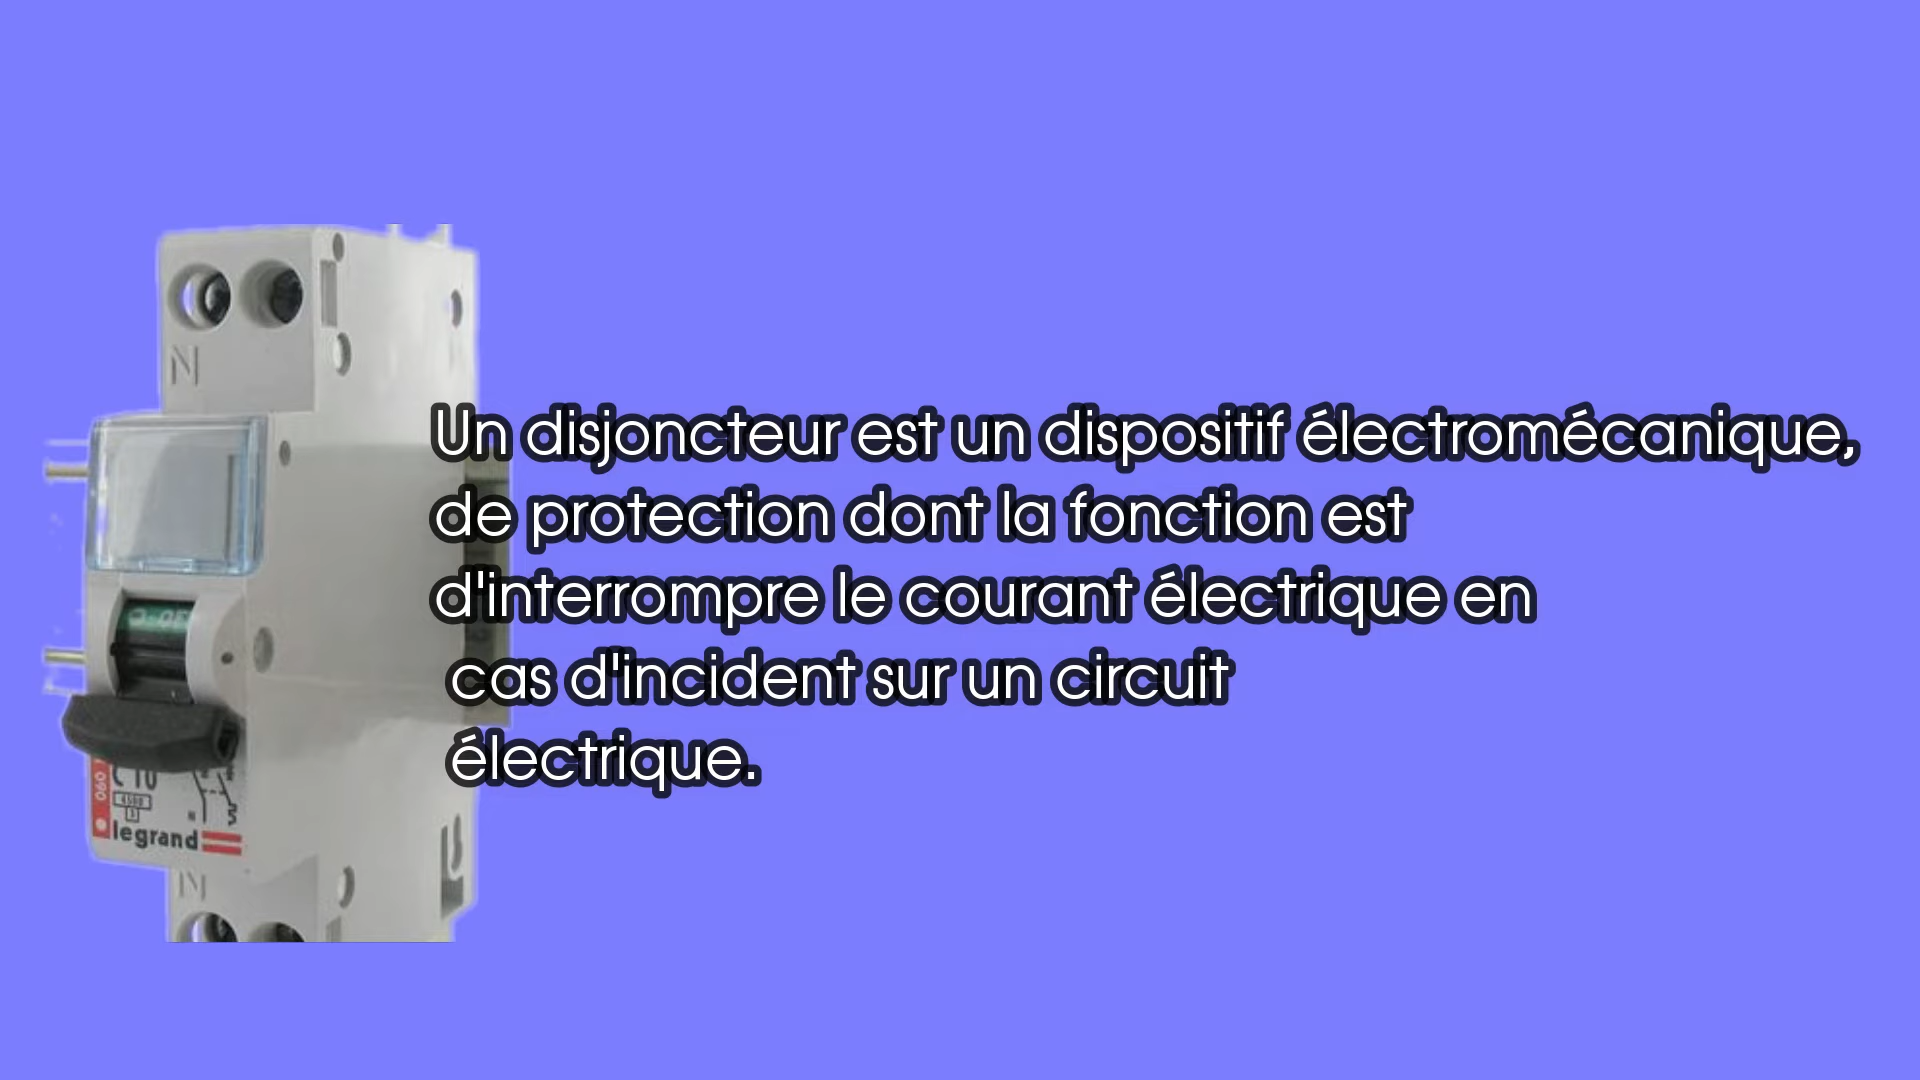 N
Un disjoncteur est un dispositif électromécanique,
de protection dont la fonction est
d'interrompre le courant électrique en
cas d'incident sur un circuit
électrique.
C 10
legrand
N